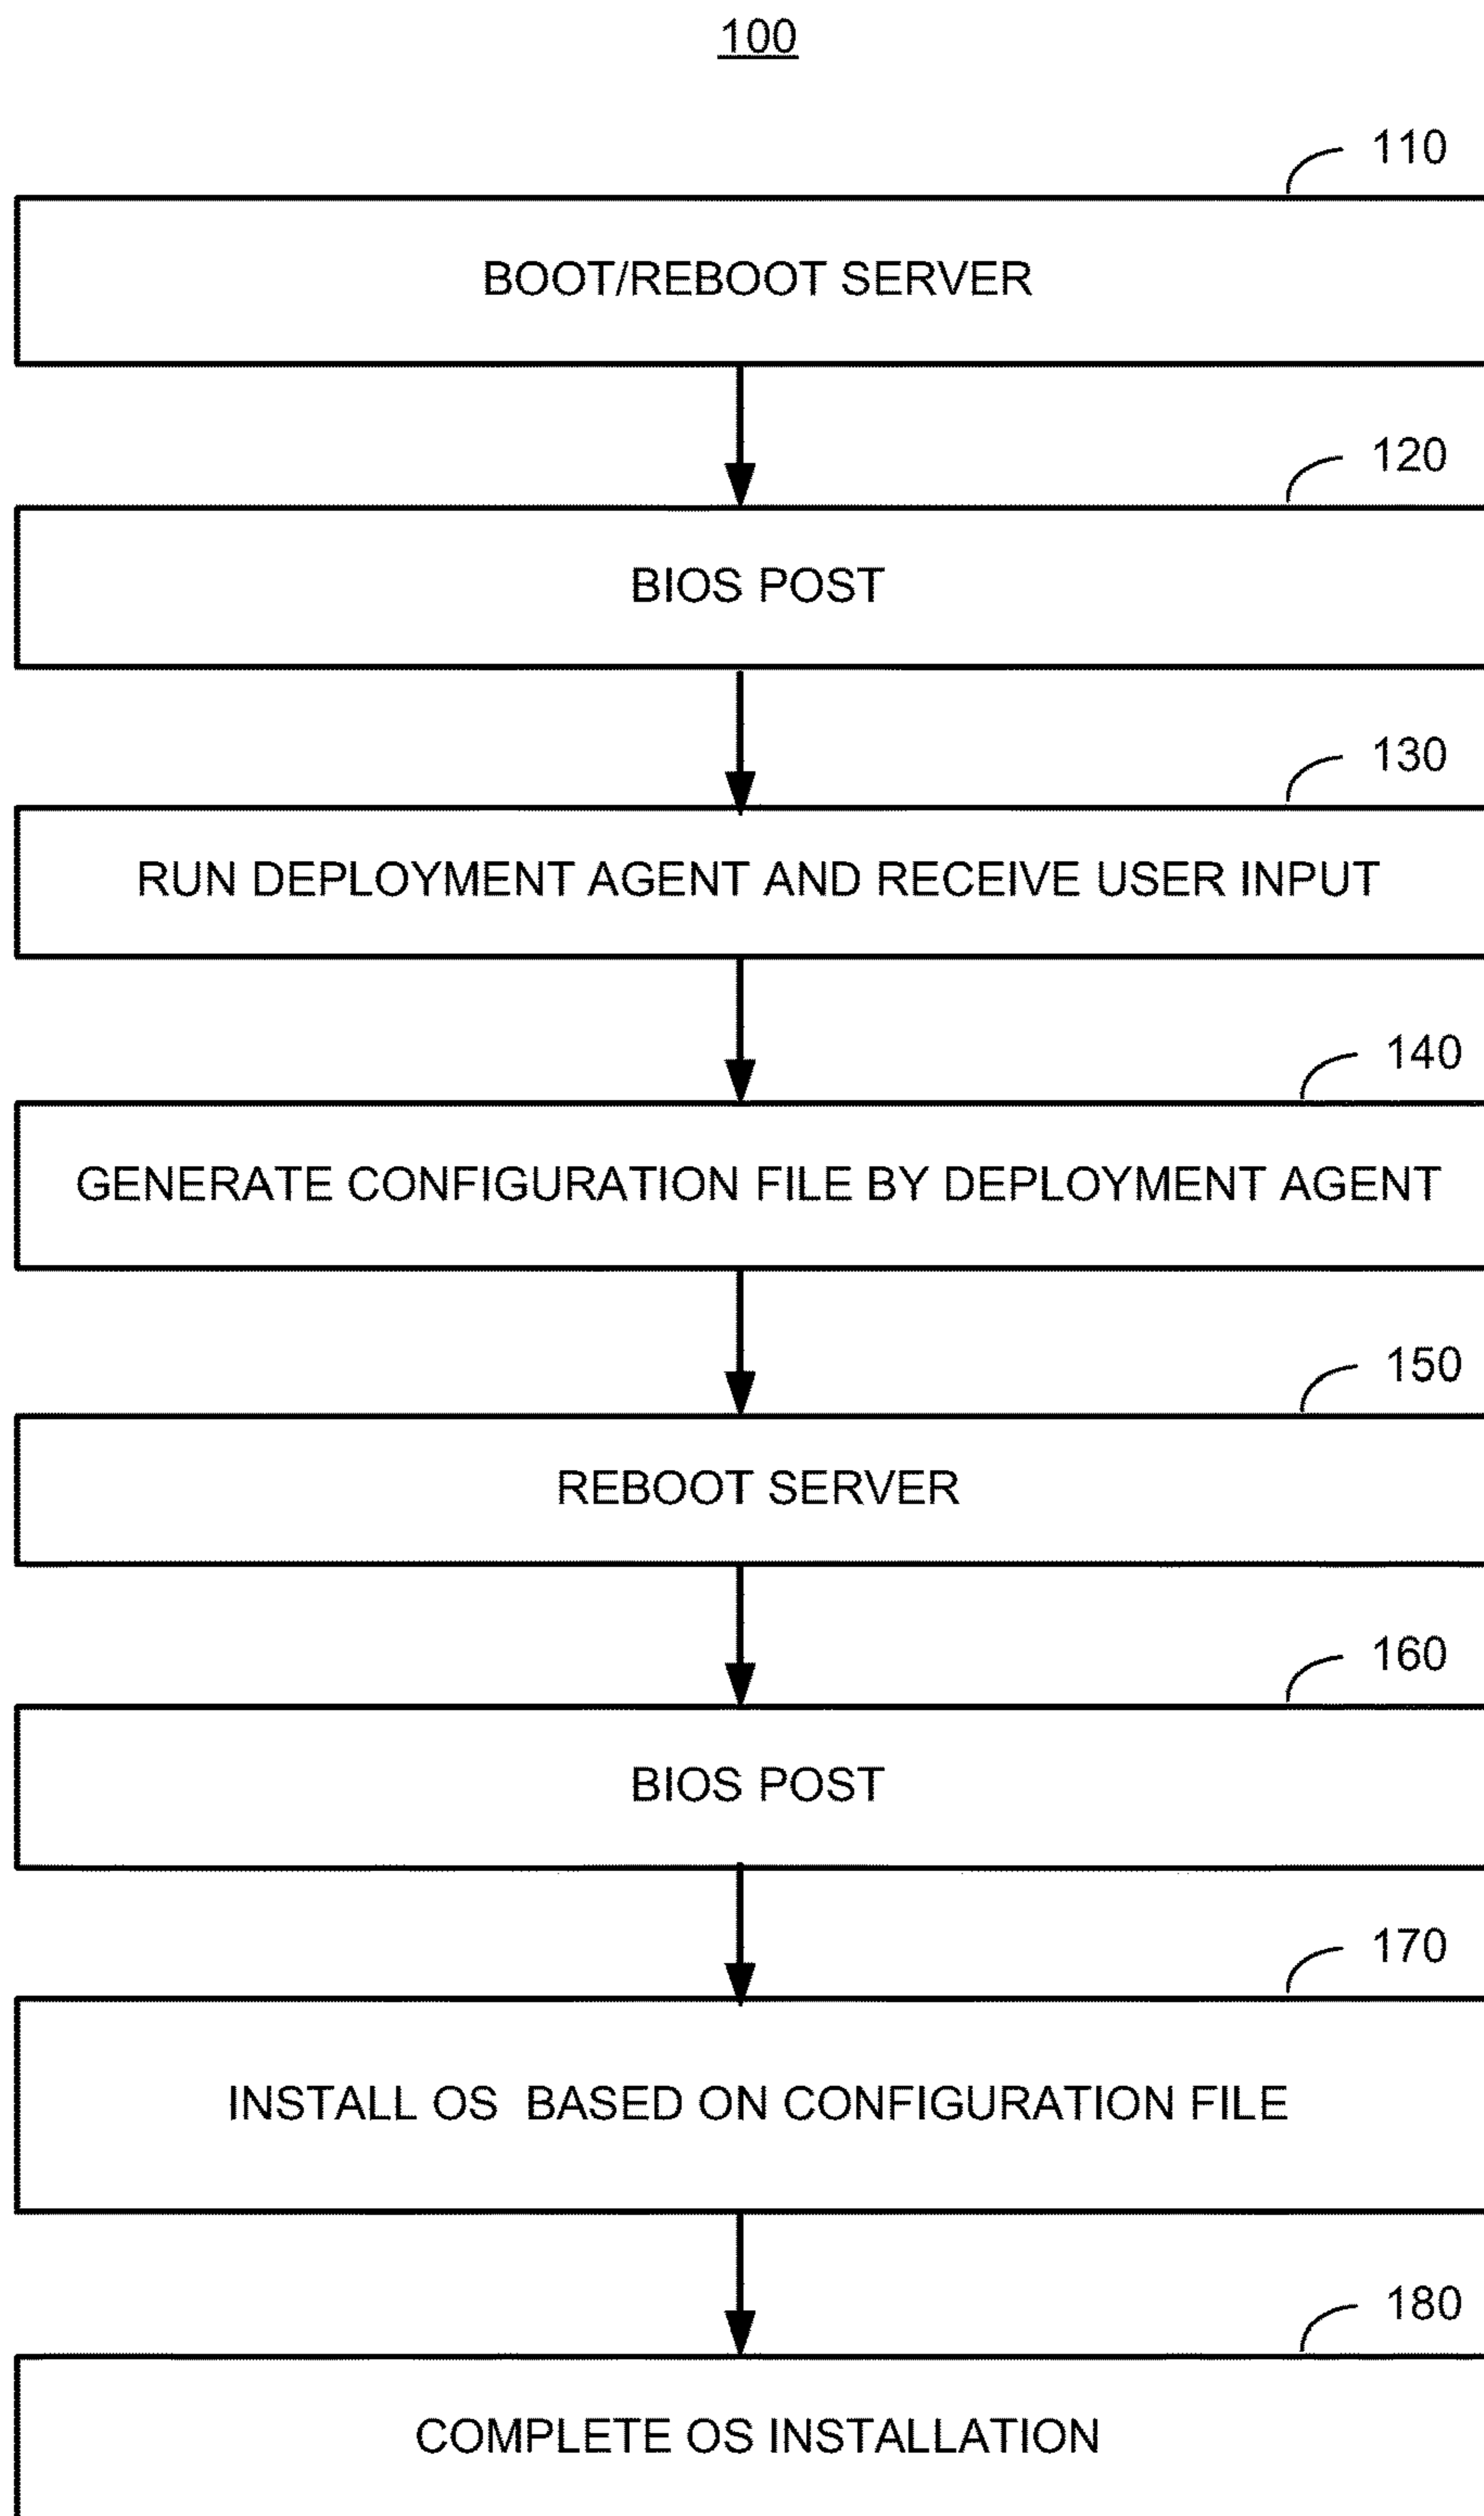 100
110
BOOT/REBOOT SERVER
120
BIOS POST
130
RUN DEPLOYMENT AGENT AND RECEIVE USER INPUT
140
GENERATE CONFIGURATION FILE BY DEPLOYMENT AGENT
150
REBOOT SERVER
160
BIOS POST
170
INSTALL OS BASED ON CONFIGURATION FILE
180
COMPLETE OS INSTALLATION